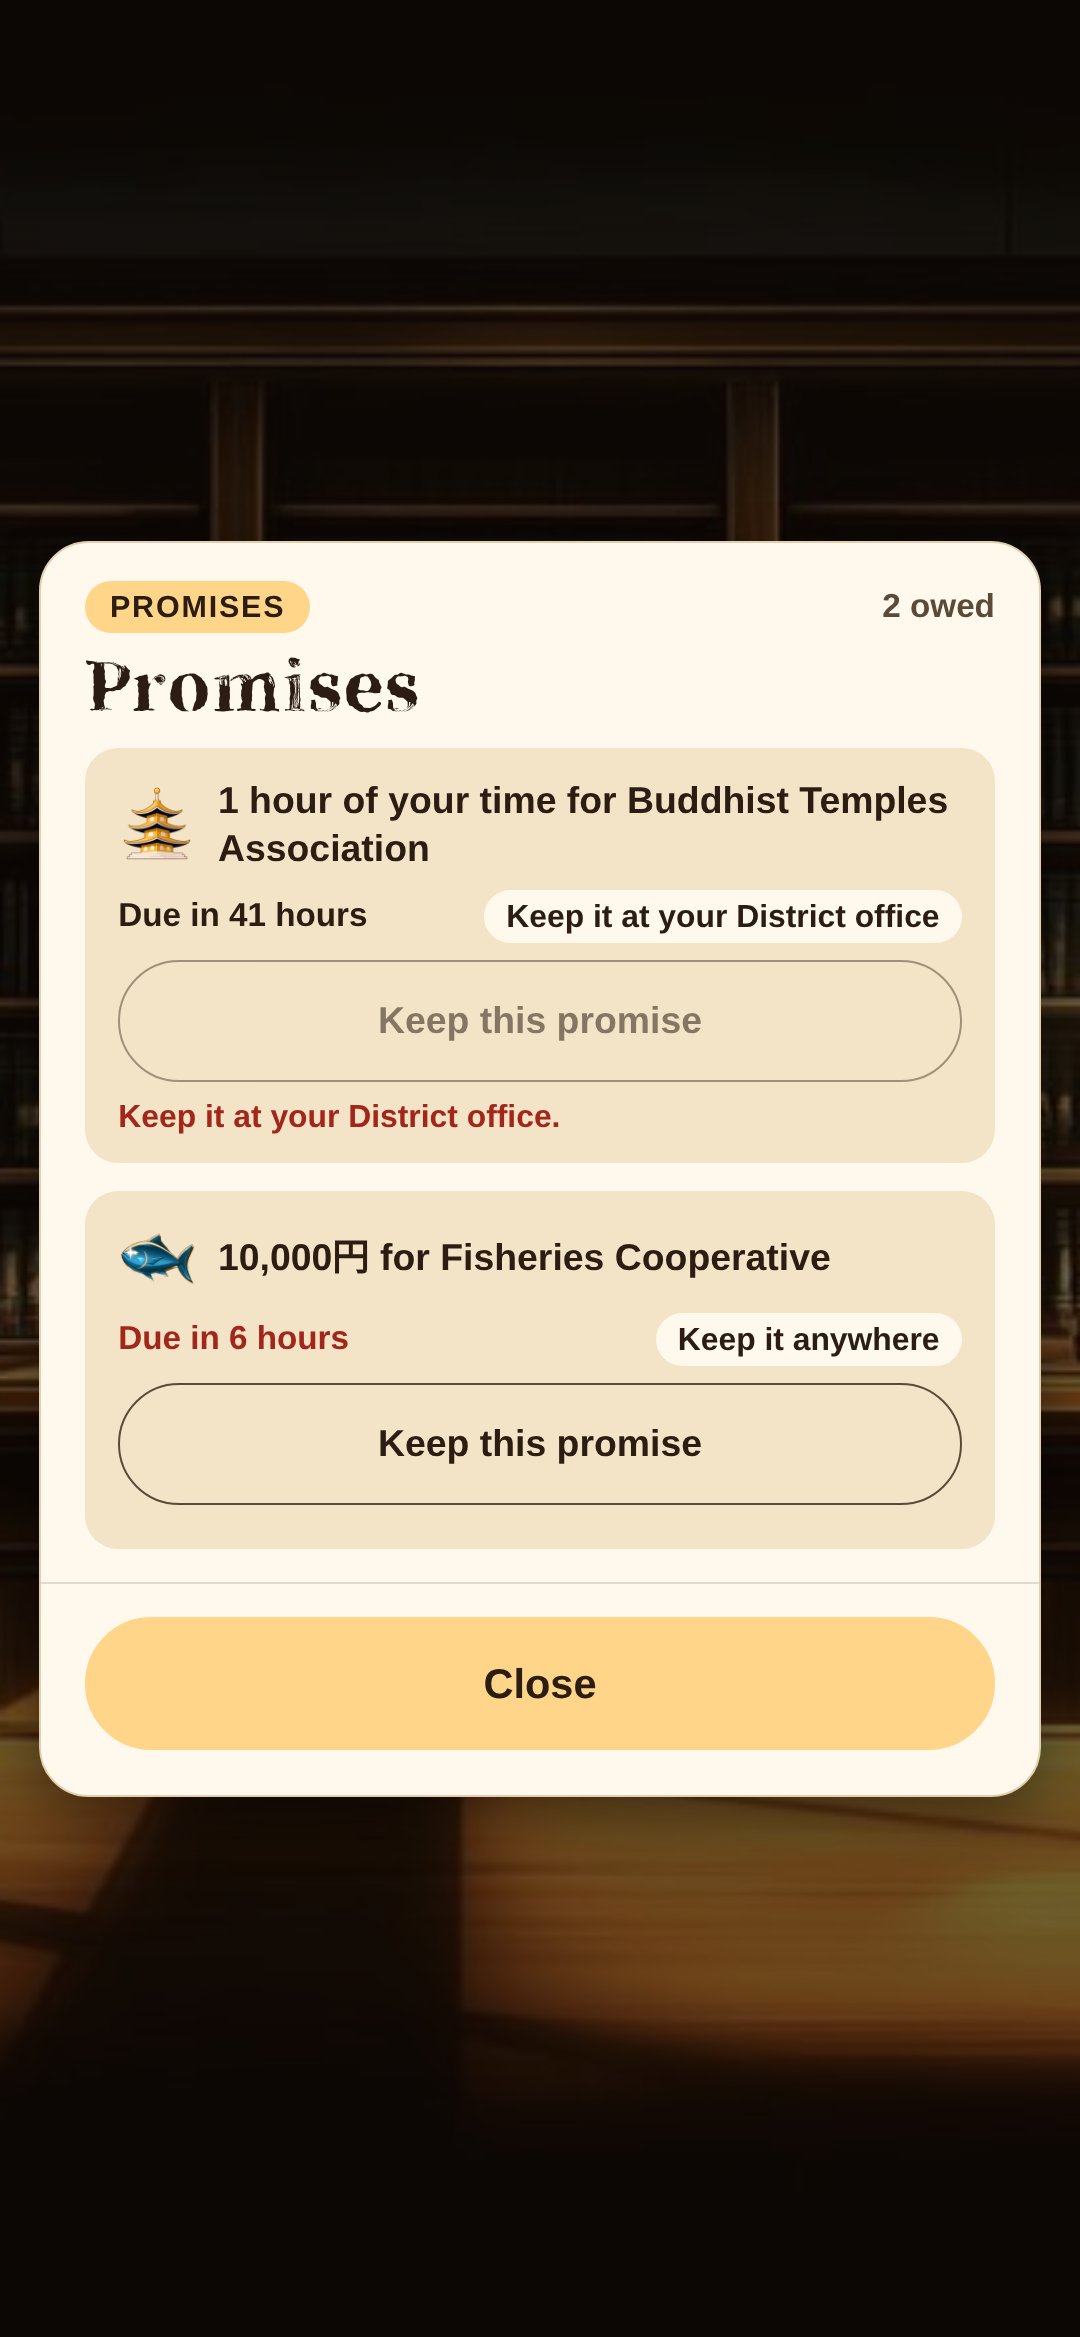 PROMISES
2 owed
Promises
1 hour of your time for Buddhist Temples
Association
Due in 41 hours
Keep it at your District office
Keep this promise
Keep it at your District office.
10,000円 for Fisheries Cooperative
Due in 6 hours
Keep it anywhere
Keep this promise
Close